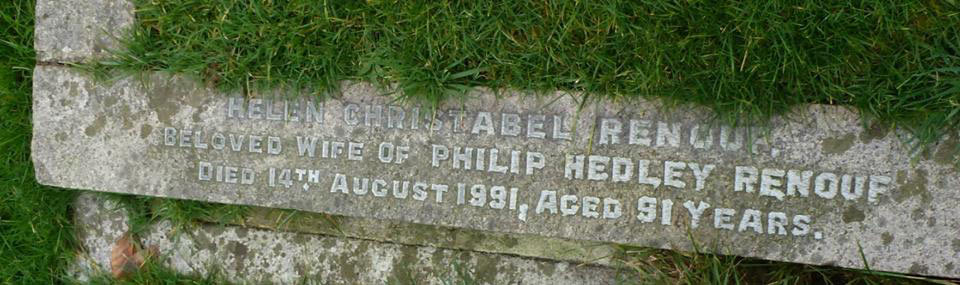 HELEN CHRISTABEL RENOUF.
BELOVED WIFE OF PHILIP HEDLEY RENOUF
DIED 14TH AUGUST 1991, AGED 91 YEARS.